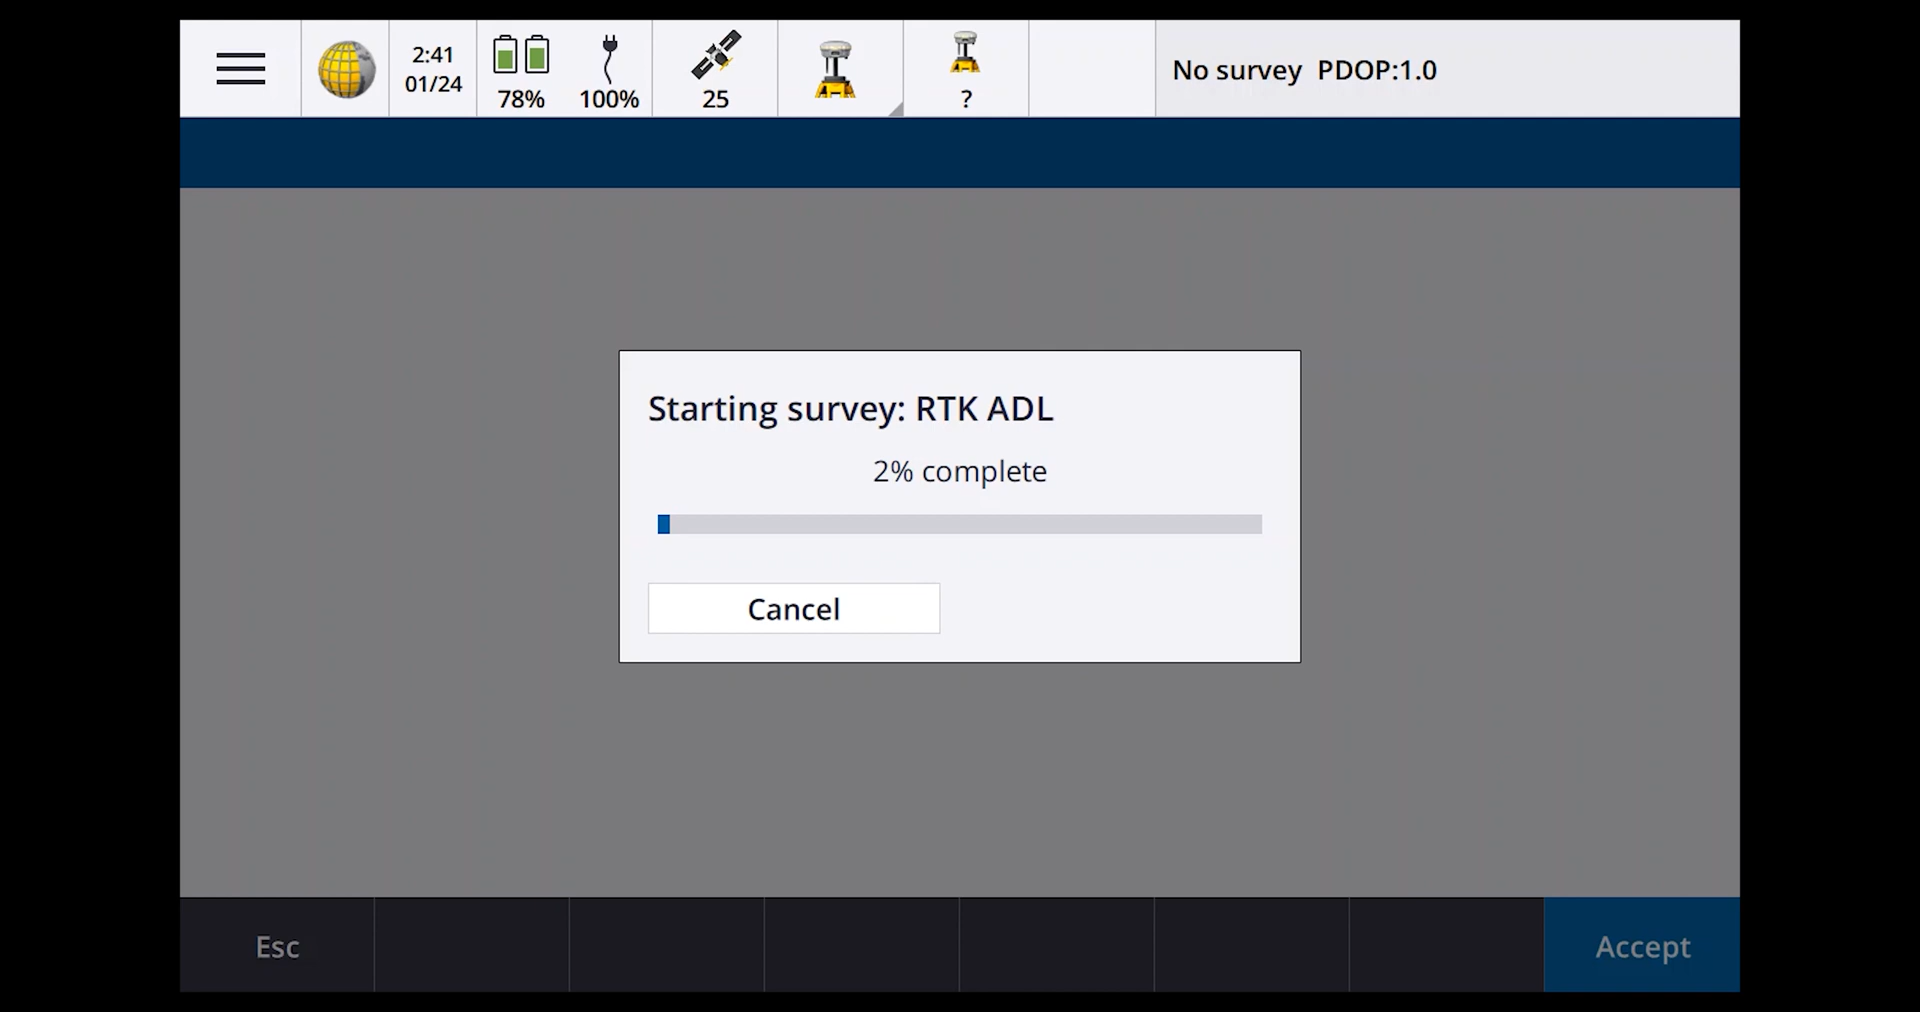 2:41
01/24
78%
100%
25
?
No survey PDOP:1.0
Starting survey: RTK ADL
2% complete
Cancel
Esc
Accept